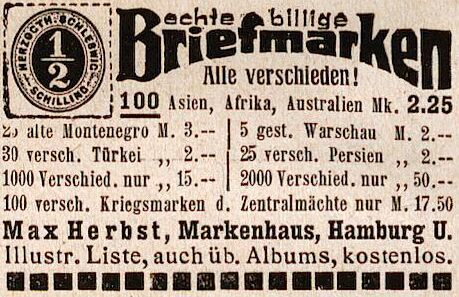 HERZOGTH. SCHLESWIG
1/2
SCHILLING
echte billige
Briefmarken
Alle verschieden!
100 Asien, Afrika, Australien Mk. 2.25
25 alte Montenegro M. 3.--
5 gest. Warschau M. 2.--
30 versch. Türkei „ 2.--
25 versch. Persien „ 2.--
1000 Verschied. nur „ 15.--
2000 Verschied. nur „ 50.--
100 versch. Kriegsmarken d. Zentralmächte nur M. 17.50
Max Herbst, Markenhaus, Hamburg U.
Illustr. Liste, auch üb. Albums, kostenlos.